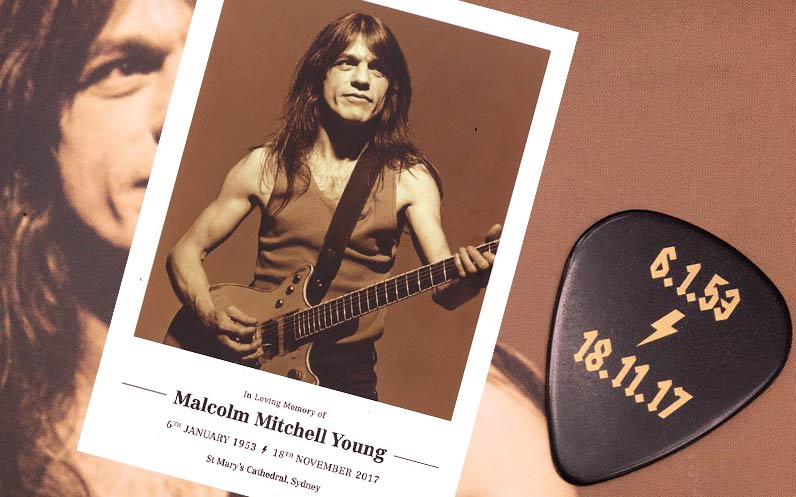 In Loving Memory of
Malcolm Mitchell Young
6TH JANUARY 1953 ⚡ 18TH NOVEMBER 2017
St Mary's Cathedral, Sydney
6.1.53
18.11.17